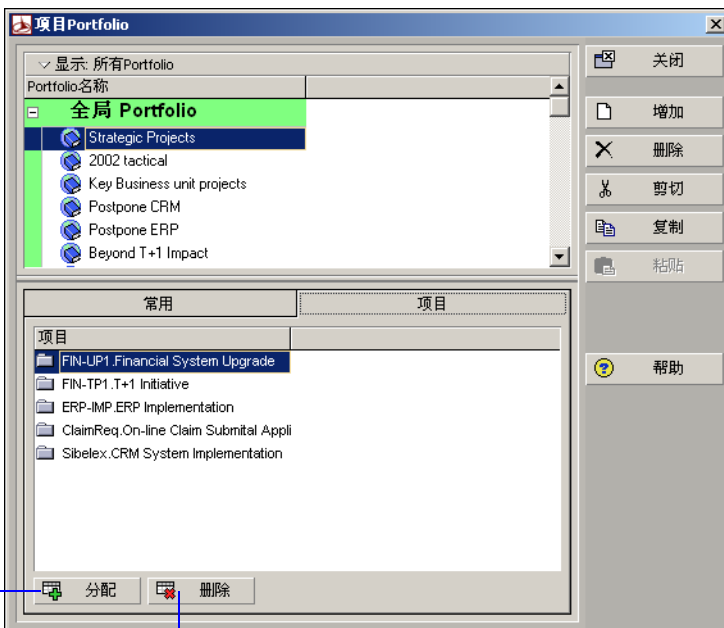 项目Portfolio
显示: 所有Portfolio
Portfolio名称
全局 Portfolio
Strategic Projects
2002 tactical
Key Business unit projects
Postpone CRM
Postpone ERP
Beyond T+1 Impact
常用
项目
项目
FIN-UP1.Financial System Upgrade
FIN-TP1.T+1 Initiative
ERP-IMP.ERP Implementation
ClaimReq.On-line Claim Submital Appli
Sibelex.CRM System Implementation
分配
删除
关闭
增加
删除
剪切
复制
粘贴
帮助